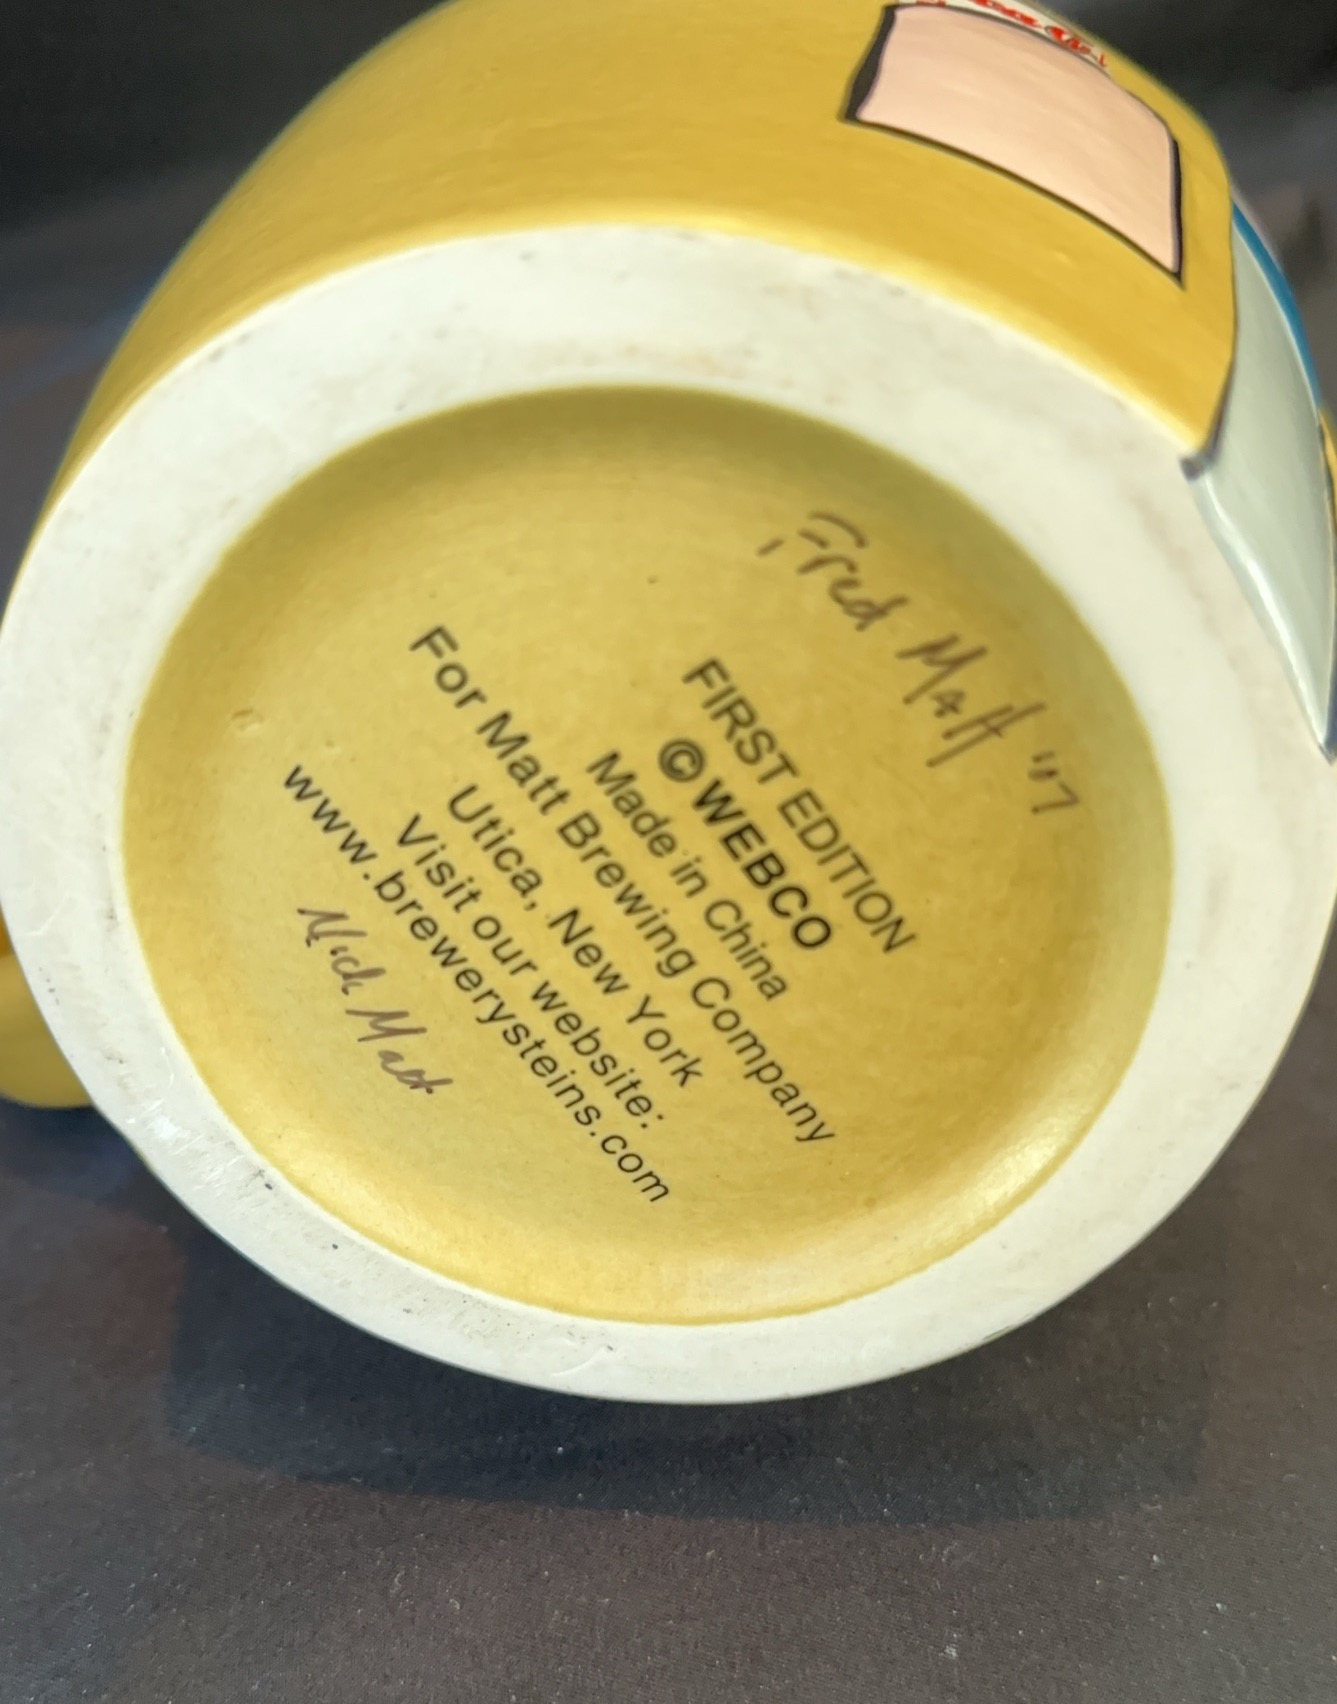 Fred Matt '17
FIRST EDITION
© WEBCO
Made in China
For Matt Brewing Company
Utica, New York
Visit our website:
www.brewerysteins.com
Nick Matt